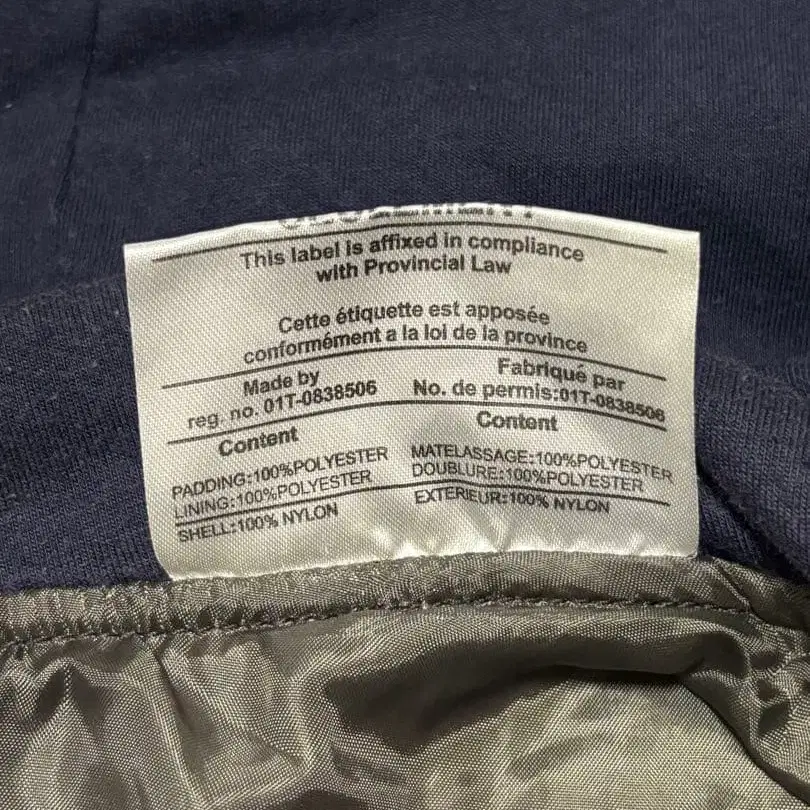 This label is affixed in compliance
with Provincial Law
Cette étiquette est apposée
conformément a la loi de la province
Made by
reg. no. 01T-0838506
Fabriqué par
No. de permis:01T-0838506
Content
PADDING:100%POLYESTER
LINING:100%POLYESTER
SHELL:100% NYLON
Content
MATELASSAGE:100%POLYESTER
DOUBLURE:100%POLYESTER
EXTERIEUR:100% NYLON